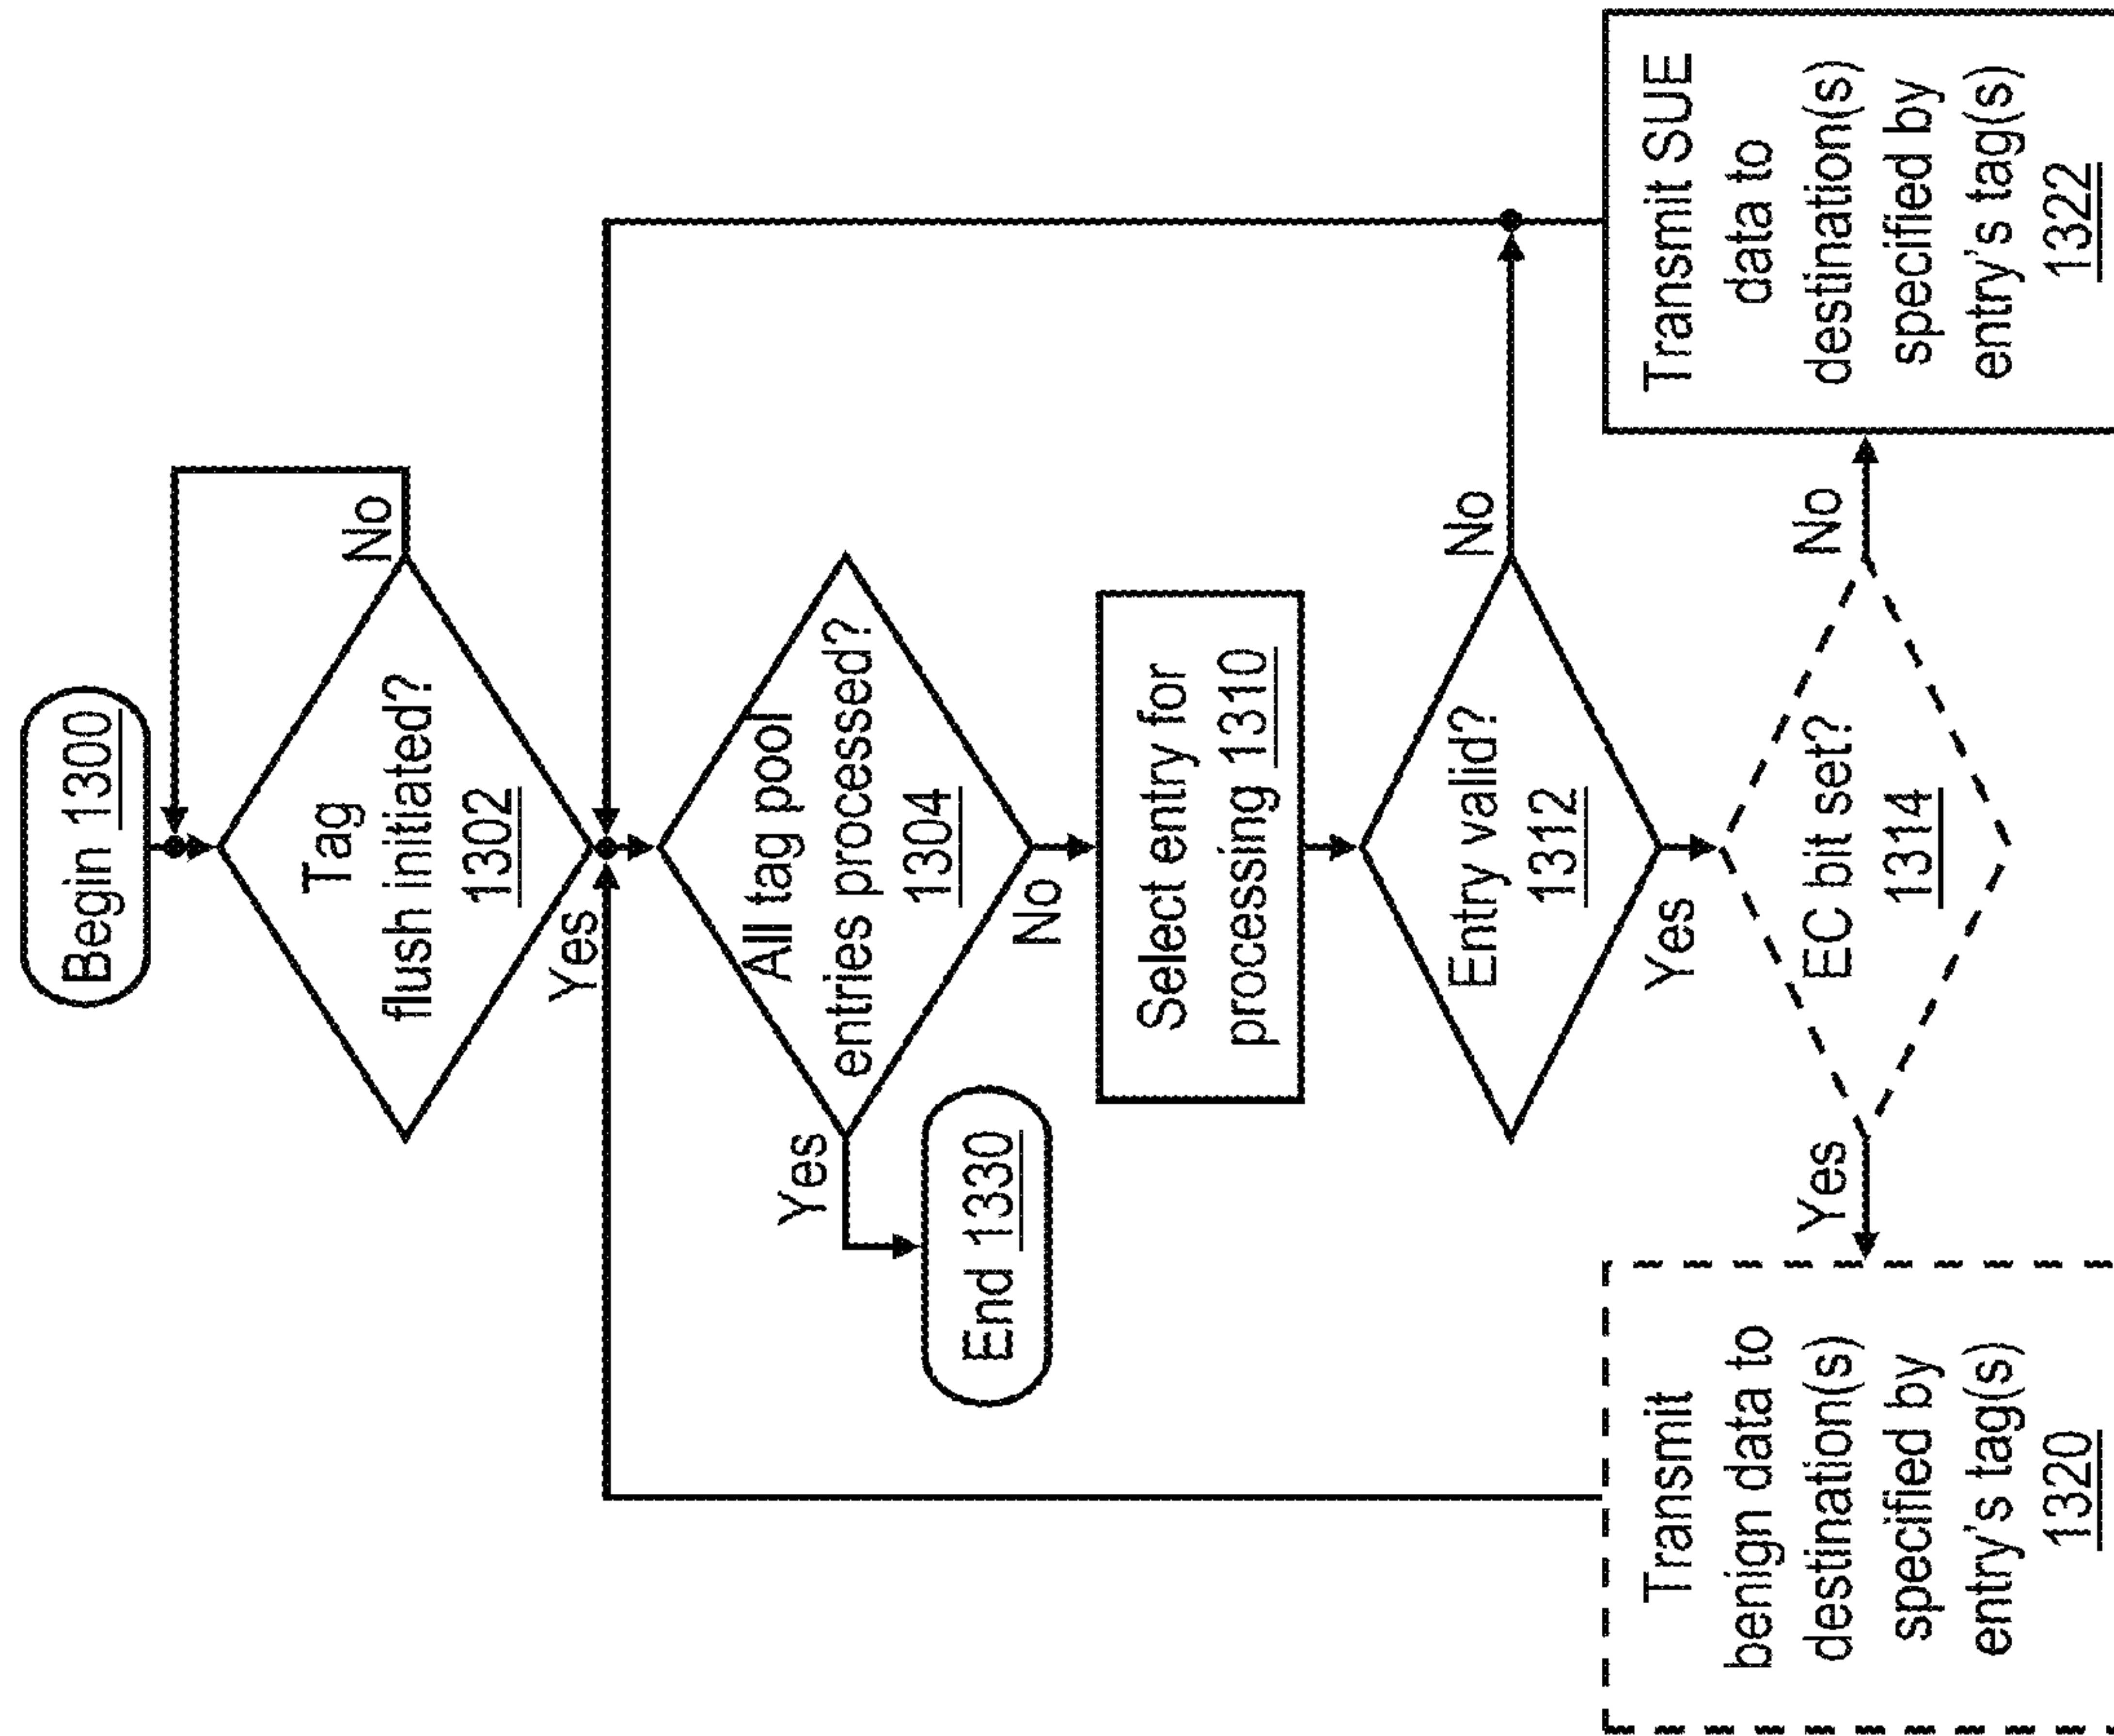 Begin 1300
Tag
flush initiated?
1302
No
Yes
All tag pool
entries processed?
1304
Yes
No
End 1330
Select entry for
processing 1310
Entry valid?
1312
No
Yes
EC bit set?
1314
Yes
No
Transmit
benign data to
destination(s)
specified by
entry's tag(s)
1320
Transmit SUE
data to
destination(s)
specified by
entry's tag(s)
1322